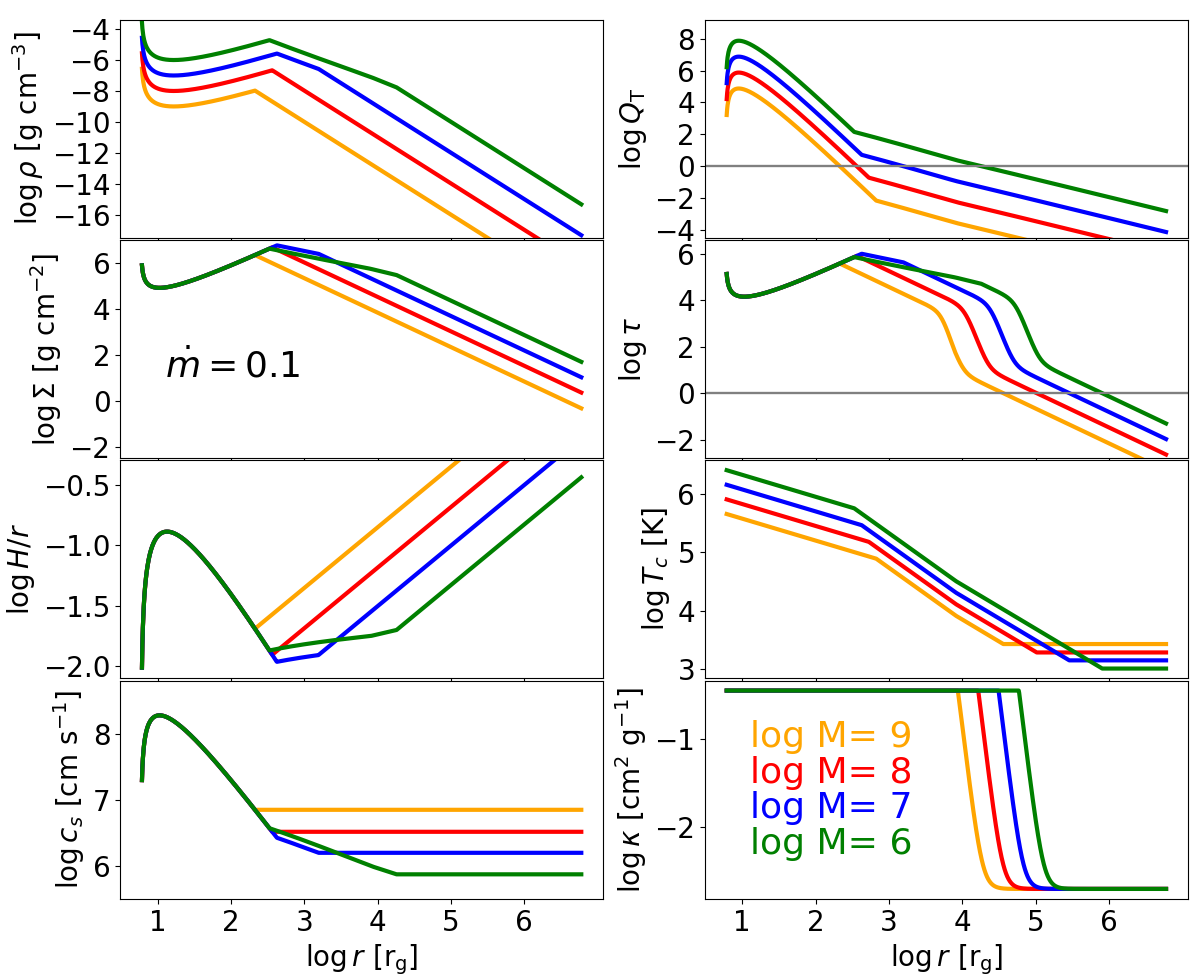 log ρ [g cm⁻³]
−4
−6
−8
−10
−12
−14
−16
log Q_T
8
6
4
2
0
−2
−4
log Σ [g cm⁻²]
6
4
2
0
−2
ṁ = 0.1
log τ
6
4
2
0
−2
log H/r
−0.5
−1.0
−1.5
−2.0
log T_c [K]
6
5
4
3
log c_s [cm s⁻¹]
8
7
6
log κ [cm² g⁻¹]
−1
−2
log M= 9
log M= 8
log M= 7
log M= 6
1 2 3 4 5 6
log r [r_g]
1 2 3 4 5 6
log r [r_g]